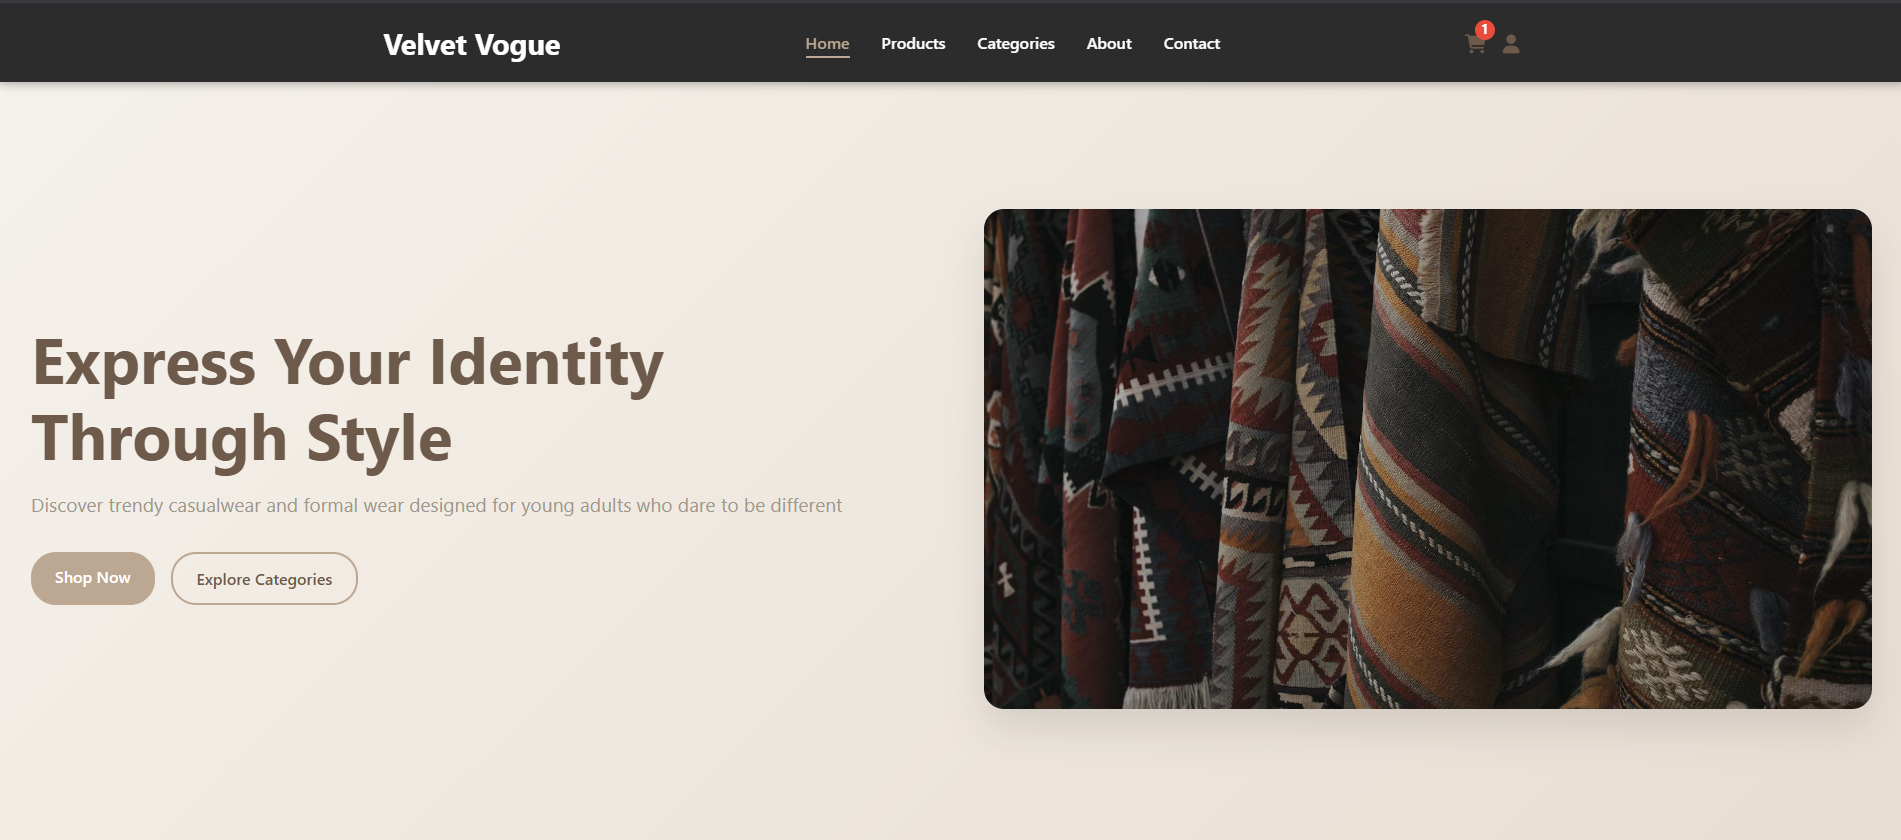 Velvet Vogue
Home Products Categories About Contact
1
Express Your Identity
Through Style
Discover trendy casualwear and formal wear designed for young adults who dare to be different
Shop Now
Explore Categories